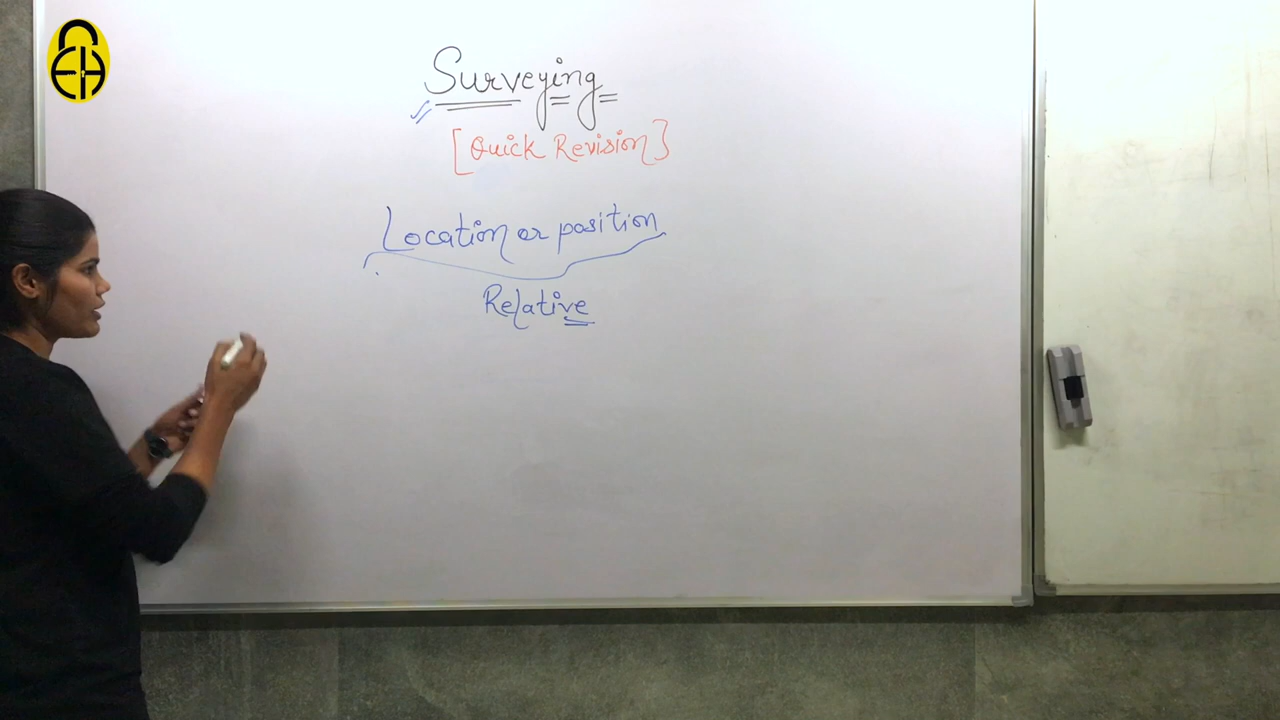 Surveying
[Quick Revision]
Location or position
Relative